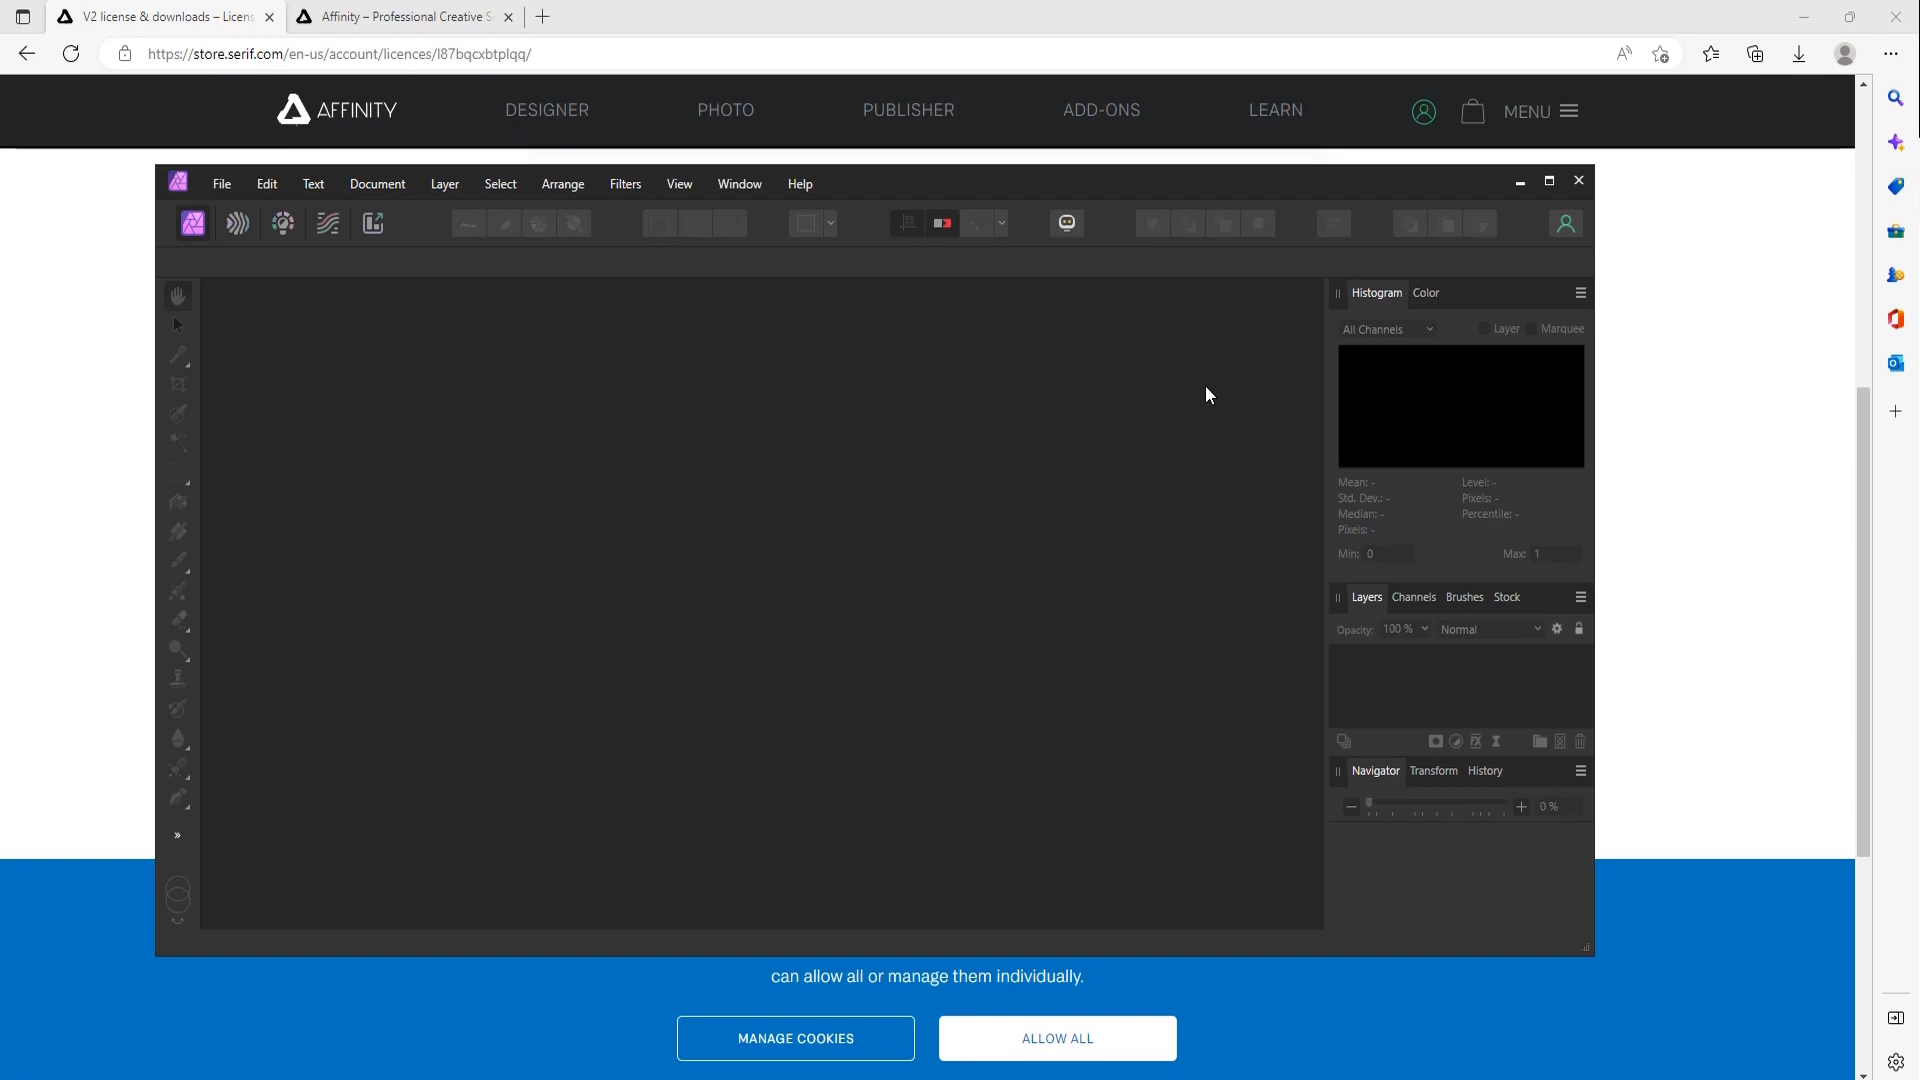 V2 license & downloads – Licens
Affinity – Professional Creative S
https://store.serif.com/en-us/account/licences/l87bqcxbtplqq/
AFFINITY
DESIGNER
PHOTO
PUBLISHER
ADD-ONS
LEARN
MENU
File Edit Text Document Layer Select Arrange Filters View Window Help
Histogram Color
All Channels
Layer Marquee
Mean: - Level: -
Std. Dev.: - Pixels: -
Median: - Percentile: -
Pixels: -
Min: 0 Max: 1
Layers Channels Brushes Stock
Opacity: 100 % Normal
Navigator Transform History
0 %
can allow all or manage them individually.
MANAGE COOKIES
ALLOW ALL